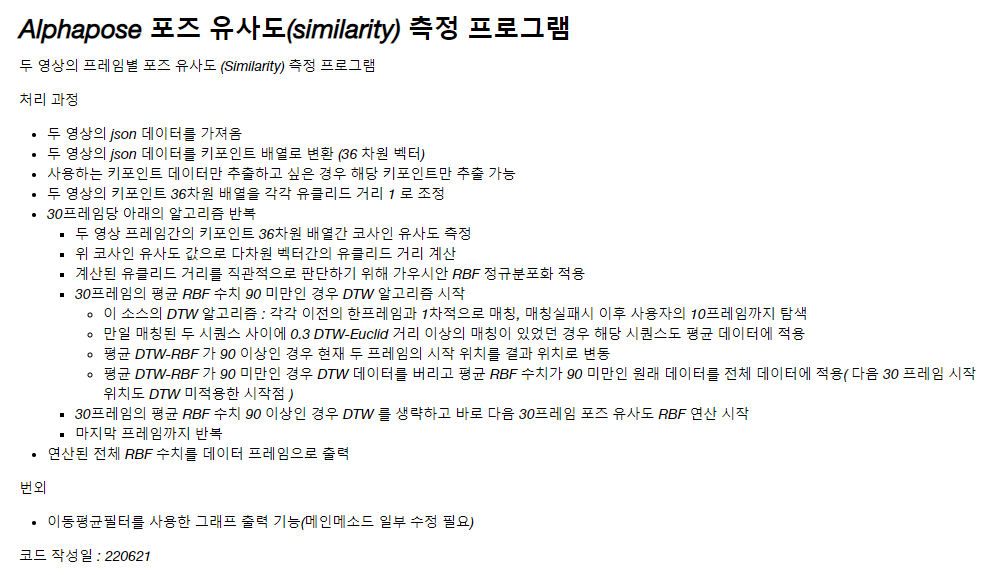 Alphapose 포즈 유사도(similarity) 측정 프로그램
두 영상의 프레임별 포즈 유사도 (Similarity) 측정 프로그램
처리 과정
• 두 영상의 json 데이터를 가져옴
• 두 영상의 json 데이터를 키포인트 배열로 변환 (36 차원 벡터)
• 사용하는 키포인트 데이터만 추출하고 싶은 경우 해당 키포인트만 추출 가능
• 두 영상의 키포인트 36차원 배열을 각각 유클리드 거리 1 로 조정
• 30프레임당 아래의 알고리즘 반복
▪ 두 영상 프레임간의 키포인트 36차원 배열간 코사인 유사도 측정
▪ 위 코사인 유사도 값으로 다차원 벡터간의 유클리드 거리 계산
▪ 계산된 유클리드 거리를 직관적으로 판단하기 위해 가우시안 RBF 정규분포화 적용
▪ 30프레임의 평균 RBF 수치 90 미만인 경우 DTW 알고리즘 시작
◦ 이 소스의 DTW 알고리즘 : 각각 이전의 한프레임과 1차적으로 매칭, 매칭실패시 이후 사용자의 10프레임까지 탐색
◦ 만일 매칭된 두 시퀀스 사이에 0.3 DTW-Euclid 거리 이상의 매칭이 있었던 경우 해당 시퀀스도 평균 데이터에 적용
◦ 평균 DTW-RBF 가 90 이상인 경우 현재 두 프레임의 시작 위치를 결과 위치로 변동
◦ 평균 DTW-RBF 가 90 미만인 경우 DTW 데이터를 버리고 평균 RBF 수치가 90 미만인 원래 데이터를 전체 데이터에 적용( 다음 30 프레임 시작
위치도 DTW 미적용한 시작점 )
▪ 30프레임의 평균 RBF 수치 90 이상인 경우 DTW 를 생략하고 바로 다음 30프레임 포즈 유사도 RBF 연산 시작
▪ 마지막 프레임까지 반복
• 연산된 전체 RBF 수치를 데이터 프레임으로 출력
번외
• 이동평균필터를 사용한 그래프 출력 기능(메인메소드 일부 수정 필요)
코드 작성일 : 220621